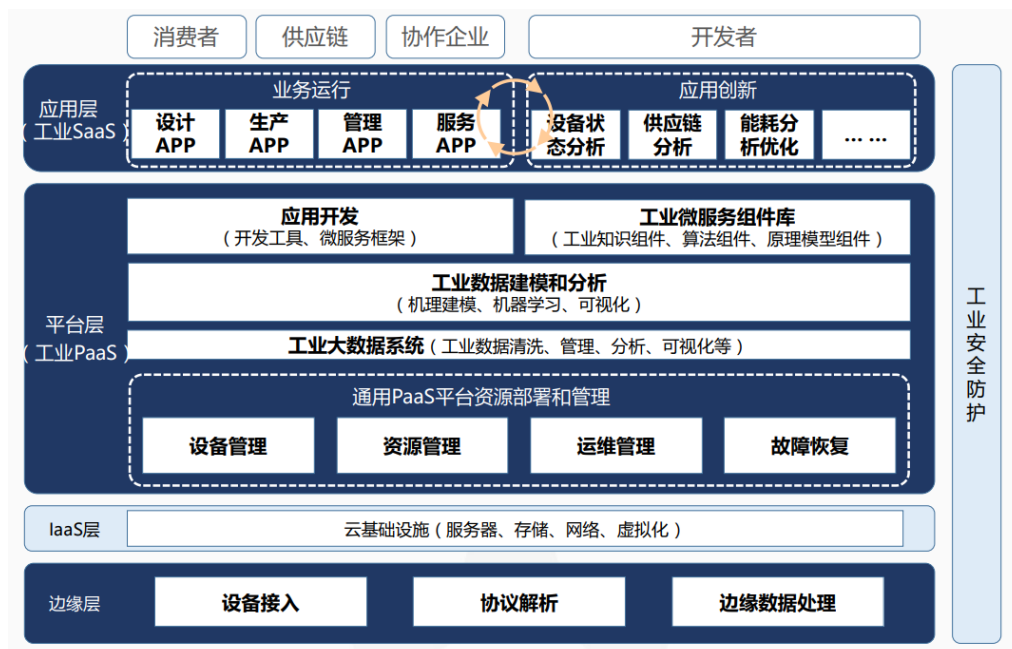 消费者
供应链
协作企业
开发者
应用层
（工业SaaS）
业务运行
设计
APP
生产
APP
管理
APP
服务
APP
应用创新
设备状
态分析
供应链
分析
能耗分
析优化
... ...
平台层
（工业PaaS）
应用开发
（开发工具、微服务框架）
工业微服务组件库
（工业知识组件、算法组件、原理模型组件）
工业数据建模和分析
（机理建模、机器学习、可视化）
工业大数据系统（工业数据清洗、管理、分析、可视化等）
通用PaaS平台资源部署和管理
设备管理
资源管理
运维管理
故障恢复
IaaS层
云基础设施（服务器、存储、网络、虚拟化）
边缘层
设备接入
协议解析
边缘数据处理
工业安全防护